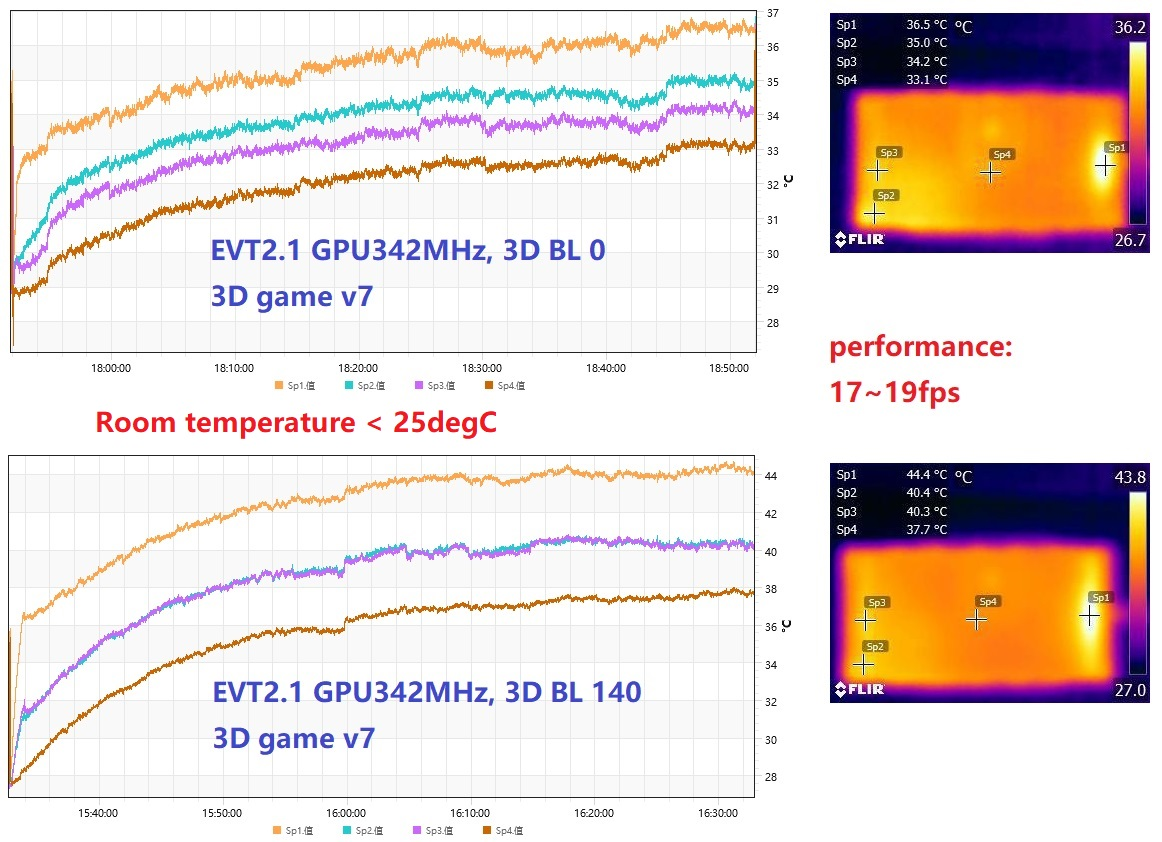 37
36
35
34
33
32
31
30
29
28
°C
EVT2.1 GPU342MHz, 3D BL 0
3D game v7
18:00:00
18:10:00
18:20:00
18:30:00
18:40:00
18:50:00
Sp1.值
Sp2.值
Sp3.值
Sp4.值
Sp1 36.5 °C °C 36.2
Sp2 35.0 °C
Sp3 34.2 °C
Sp4 33.1 °C
Sp3
Sp4
Sp1
Sp2
FLIR 26.7
performance:
17~19fps
Room temperature < 25degC
44
42
40
38
36
34
32
30
28
°C
EVT2.1 GPU342MHz, 3D BL 140
3D game v7
15:40:00
15:50:00
16:00:00
16:10:00
16:20:00
16:30:00
Sp1.值
Sp2.值
Sp3.值
Sp4.值
Sp1 44.4 °C °C 43.8
Sp2 40.4 °C
Sp3 40.3 °C
Sp4 37.7 °C
Sp3
Sp4
Sp1
Sp2
FLIR 27.0